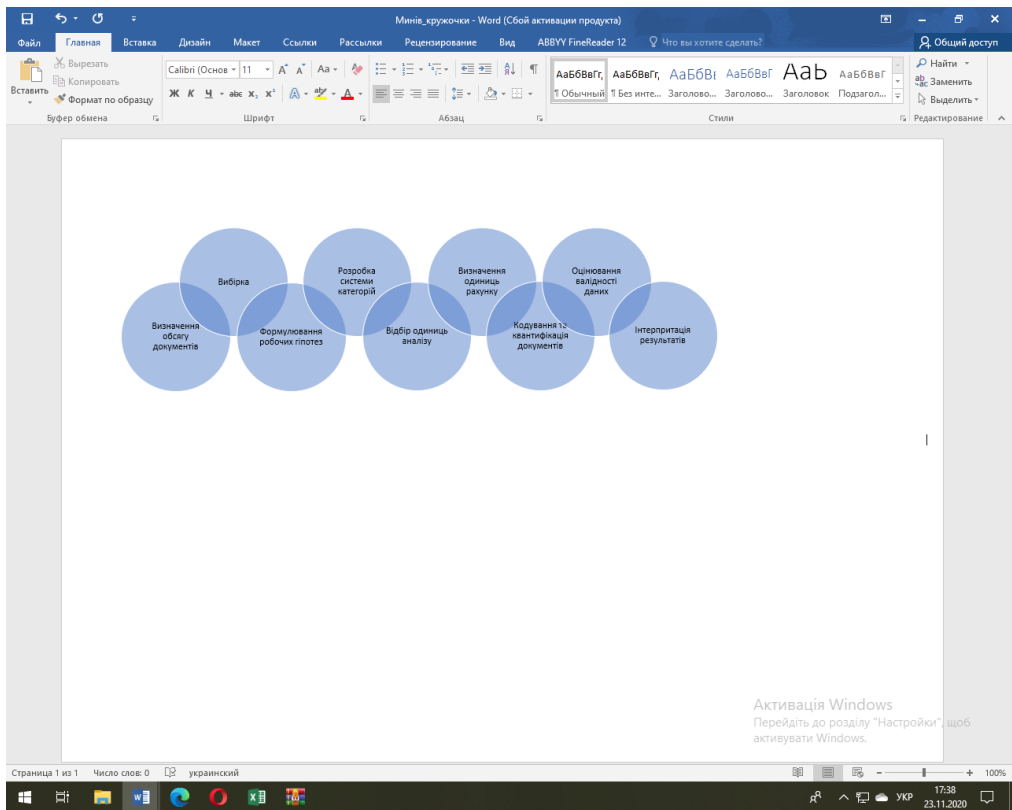 Минів_кружочки - Word (Сбой активации продукта)
Файл Главная Вставка Дизайн Макет Ссылки Рассылки Рецензирование Вид ABBYY FineReader 12 Что вы хотите сделать? Общий доступ
Вставить
Вырезать
Копировать
Формат по образцу
Буфер обмена
Calibri (Основ 11
Ж К Ч abc x₂ x²
Шрифт
Абзац
АаБбВвГг, АаБбВвГг, АаБбВı АаБбВвГ АаЬ АаБбВвГ
¶ Обычный ¶ Без инте... Заголово... Заголово... Заголовок Подзагол...
Стили
Найти
Заменить
Выделить
Редактирование
Визначення
обсягу
документів
Вибірка
Формулювання
робочих гіпотез
Розробка
системи
категорій
Відбір одиниць
аналізу
Визначення
одиниць
рахунку
Кодування та
квантифікація
документів
Оцінювання
валідності
даних
Інтерпритація
результатів
Активація Windows
Перейдіть до розділу "Настройки", щоб
активувати Windows.
Страница 1 из 1 Число слов: 0 украинский 100%
УКР 17:38
23.11.2020